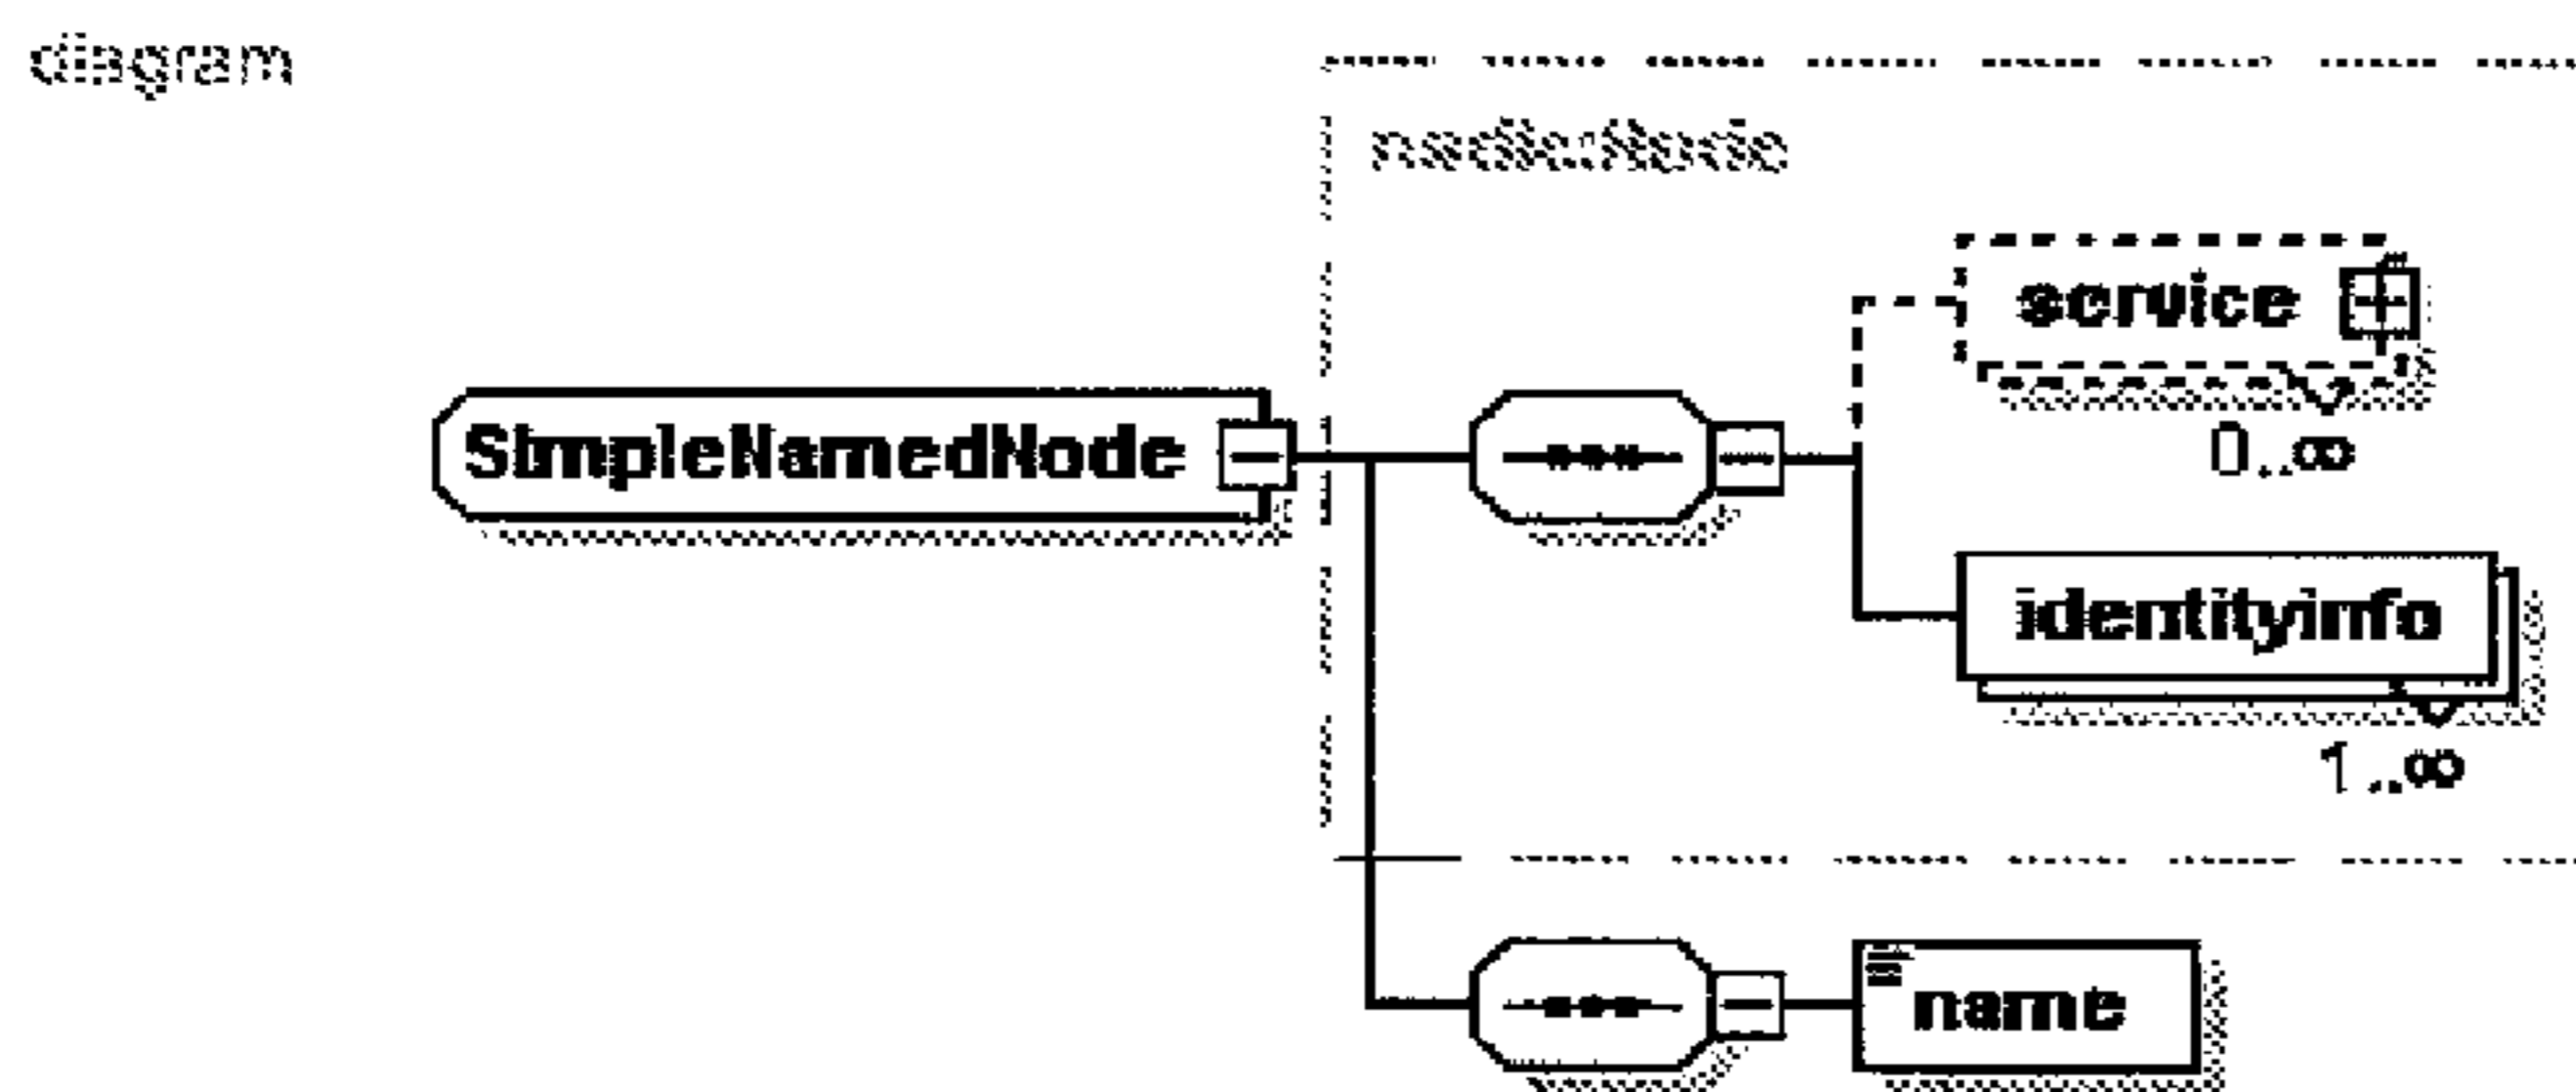 diagram
SimpleNamedNode
service
0..∞
identityinfo
1..∞
name